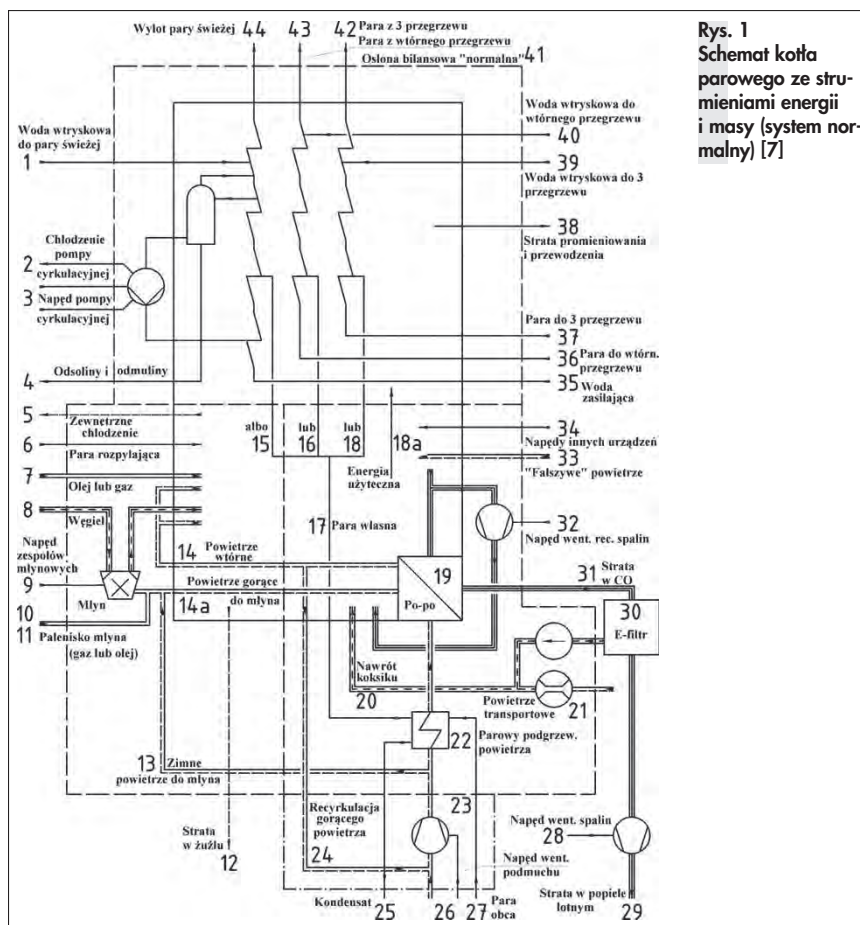 Wylot pary świeżej 44 43 42 Para z 3 przegrzewu
Para z wtórnego przegrzewu
Osłona bilansowa "normalna" 41
Rys. 1
Schemat kotła
parowego ze stru-
mieniami energii
i masy (system nor-
malny) [7]
Woda wtryskowa
do pary świeżej
1
Woda wtryskowa do
wtórnego przegrzewu
40
39
Woda wtryskowa do 3
przegrzewu
38
Strata promieniowania
i przewodzenia
2 Chłodzenie
pompy
cyrkulacyjnej
3 Napęd pompy
cyrkulacyjnej
Para do 3 przegrzewu
37
36 Para do wtórn.
przegrzewu
35 Woda
zasilająca
4 Odsoliny i odmuliny
5 Zewnętrzne
chłodzenie
6 Para rozpylająca
7 Olej lub gaz
8 Węgiel
albo
15
lub
16
lub
18
18a
Energia
użyteczna
34
Napędy innych urządzeń
33
"Fałszywe" powietrze
17 Para własna
32
Napęd went. rec. spalin
Napęd
zespołów
młynowych
9
Młyn
10
11 Palenisko młyna
(gaz lub olej)
14 Powietrze
wtórne
Powietrze gorące
14a do młyna
19
Po-po
31 Strata
w CO
30
E-filtr
Nawrót
koksiku
20
Powietrze
transportowe 21
22 Parowy podgrzew.
powietrza
13 Zimne
powietrze do młyna
23
Recyrkulacja
gorącego
powietrza
24
Strata
w żużlu
12
Napęd went. spalin
28
Napęd went.
podmuchu
Kondensat
25 26 27 Para
obca
Strata w popiele
lotnym 29